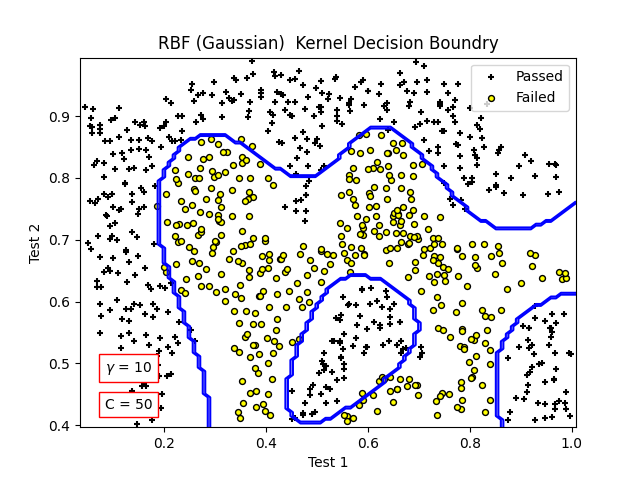 RBF (Gaussian)  Kernel Decision Boundry
Passed
Failed
Test 2
0.9
0.8
0.7
0.6
0.5
0.4
γ = 10
C = 50
0.2
0.4
0.6
0.8
1.0
Test 1